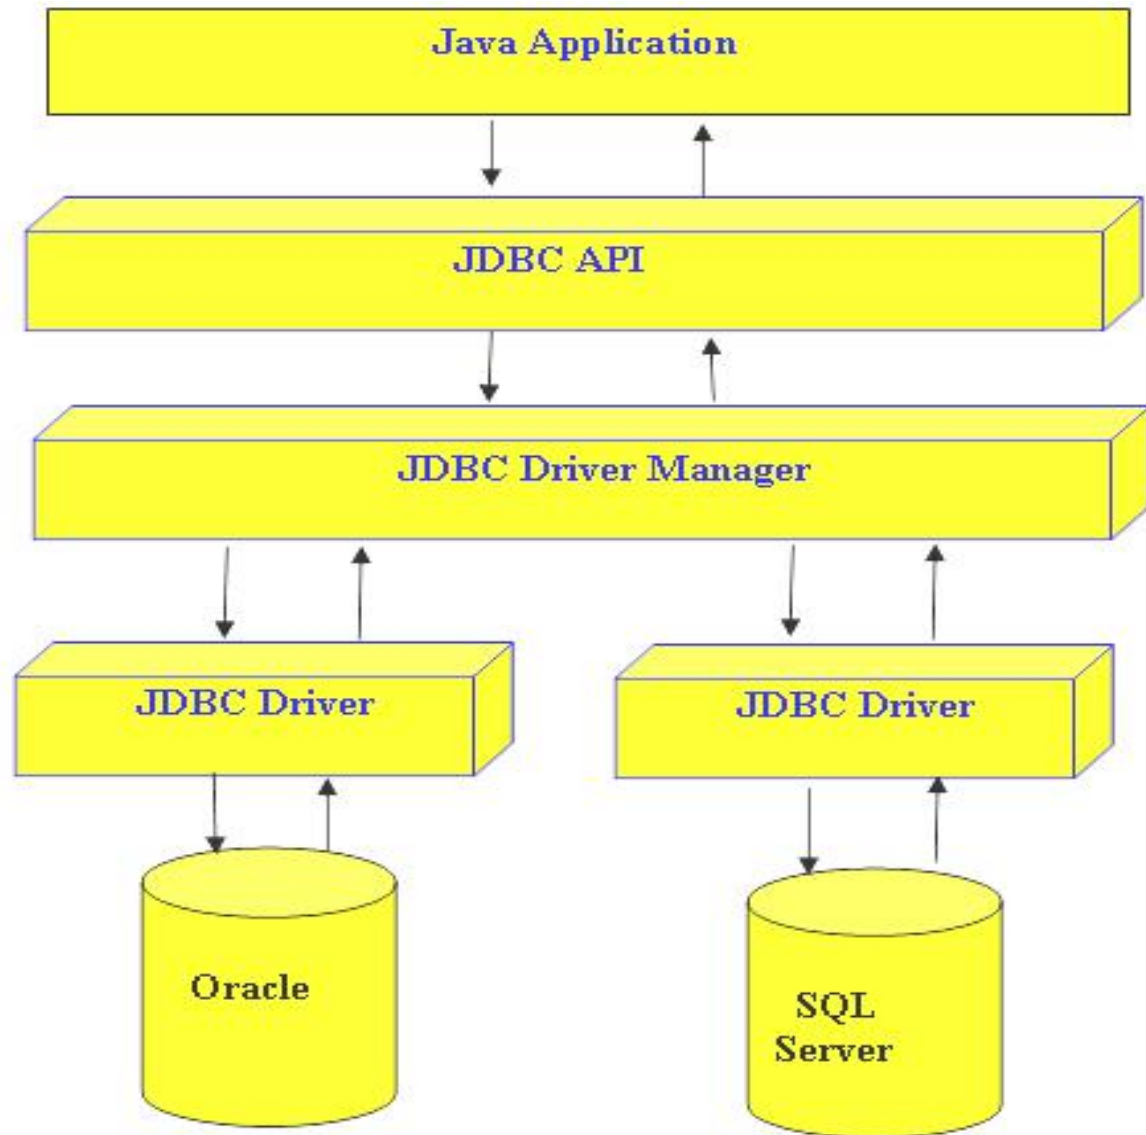 Java Application
JDBC API
JDBC Driver Manager
JDBC Driver
JDBC Driver
Oracle
SQL
Server